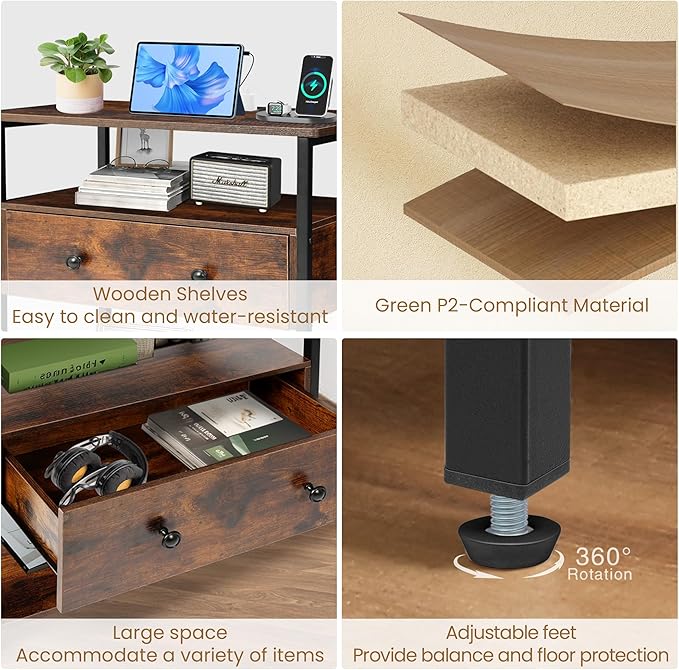 Marshall
Wooden Shelves
Easy to clean and water-resistant
Green P2-Compliant Material
Large space
Accommodate a variety of items
360°
Rotation
Adjustable feet
Provide balance and floor protection